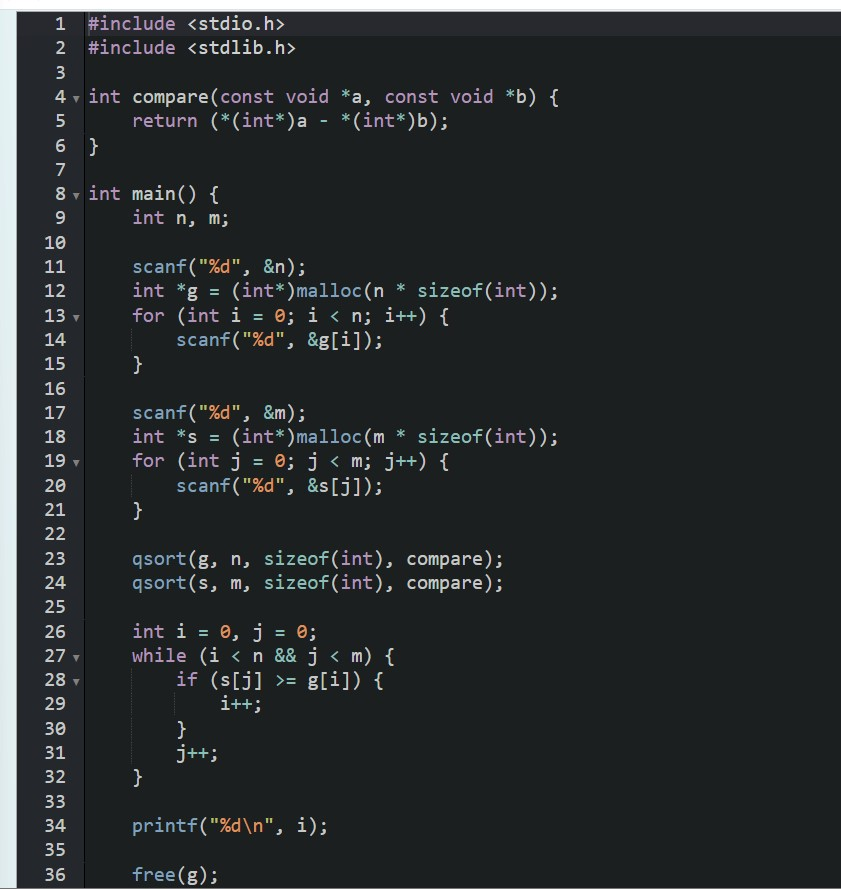 1 #include <stdio.h>
2 #include <stdlib.h>
3
4 int compare(const void *a, const void *b) {
5     return (*(int*)a - *(int*)b);
6 }
7
8 int main() {
9     int n, m;
10
11     scanf("%d", &n);
12     int *g = (int*)malloc(n * sizeof(int));
13     for (int i = 0; i < n; i++) {
14         scanf("%d", &g[i]);
15     }
16
17     scanf("%d", &m);
18     int *s = (int*)malloc(m * sizeof(int));
19     for (int j = 0; j < m; j++) {
20         scanf("%d", &s[j]);
21     }
22
23     qsort(g, n, sizeof(int), compare);
24     qsort(s, m, sizeof(int), compare);
25
26     int i = 0, j = 0;
27     while (i < n && j < m) {
28         if (s[j] >= g[i]) {
29             i++;
30         }
31         j++;
32     }
33
34     printf("%d\n", i);
35
36     free(g);